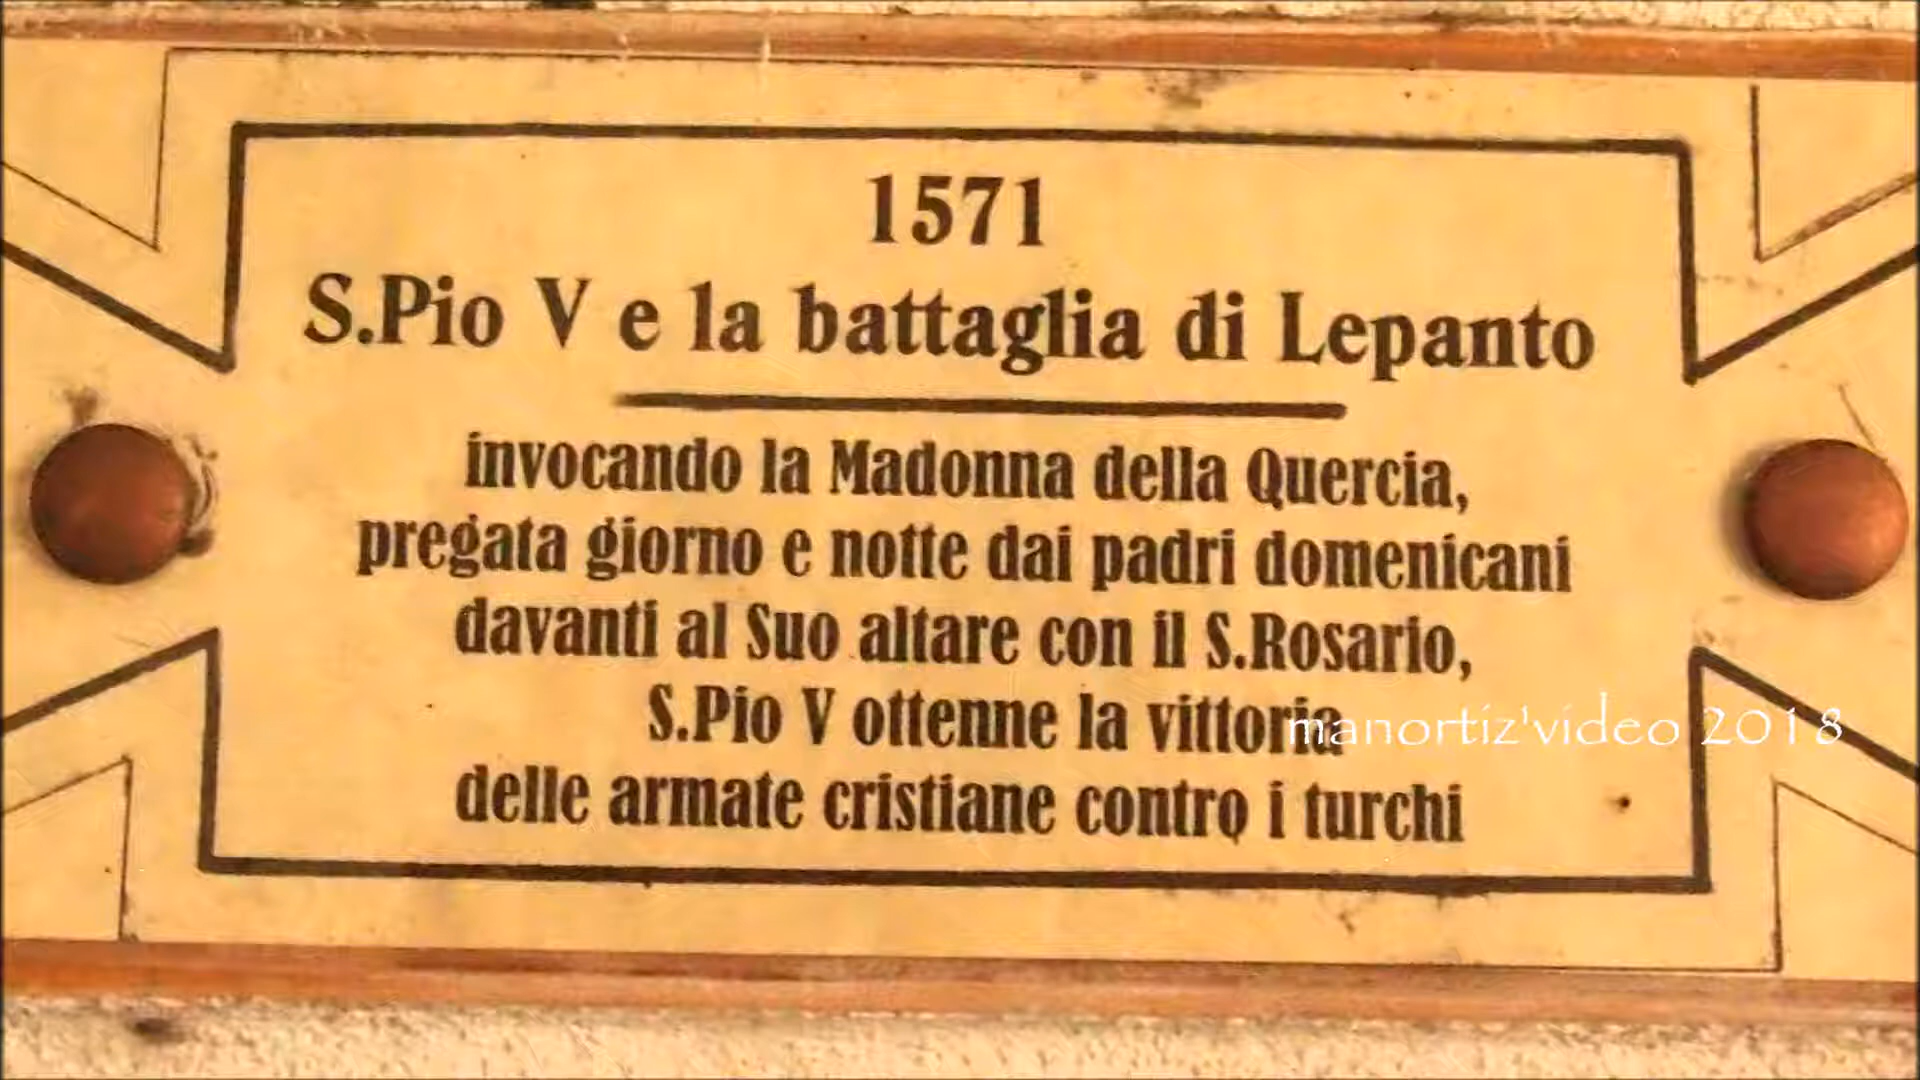 1571
S.Pio V e la battaglia di Lepanto
invocando la Madonna della Quercia,
pregata giorno e notte dai padri domenicani
davanti al Suo altare con il S.Rosario,
S.Pio V ottenne la vittoria
manortiz'video 2018
delle armate cristiane contro i turchi